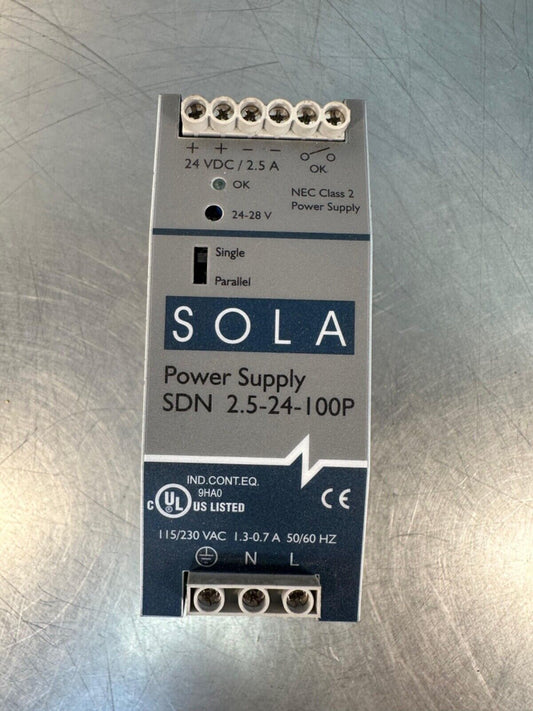 + + − −
24 VDC / 2.5 A
OK
OK
NEC Class 2
Power Supply
24-28 V
Single
Parallel
SOLA
Power Supply
SDN 2.5-24-100P
IND.CONT.EQ.
9HA0
C UL US LISTED
CE
115/230 VAC 1.3-0.7 A 50/60 HZ
N L